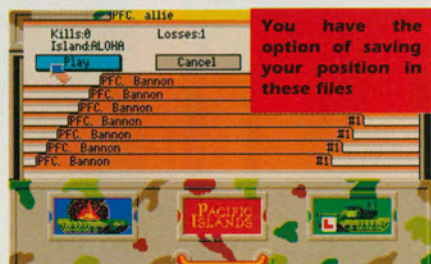 PFC. allie
You have the
option of saving
your position in
these files
Kills:0 Losses:1
Island:ALOHA
Play Cancel
PFC. Bannon
PFC. Bannon
PFC. Bannon
PFC. Bannon #1
PFC. Bannon #1
PFC. Bannon #1
PFC. Bannon #1
PACIFIC
ISLANDS
L